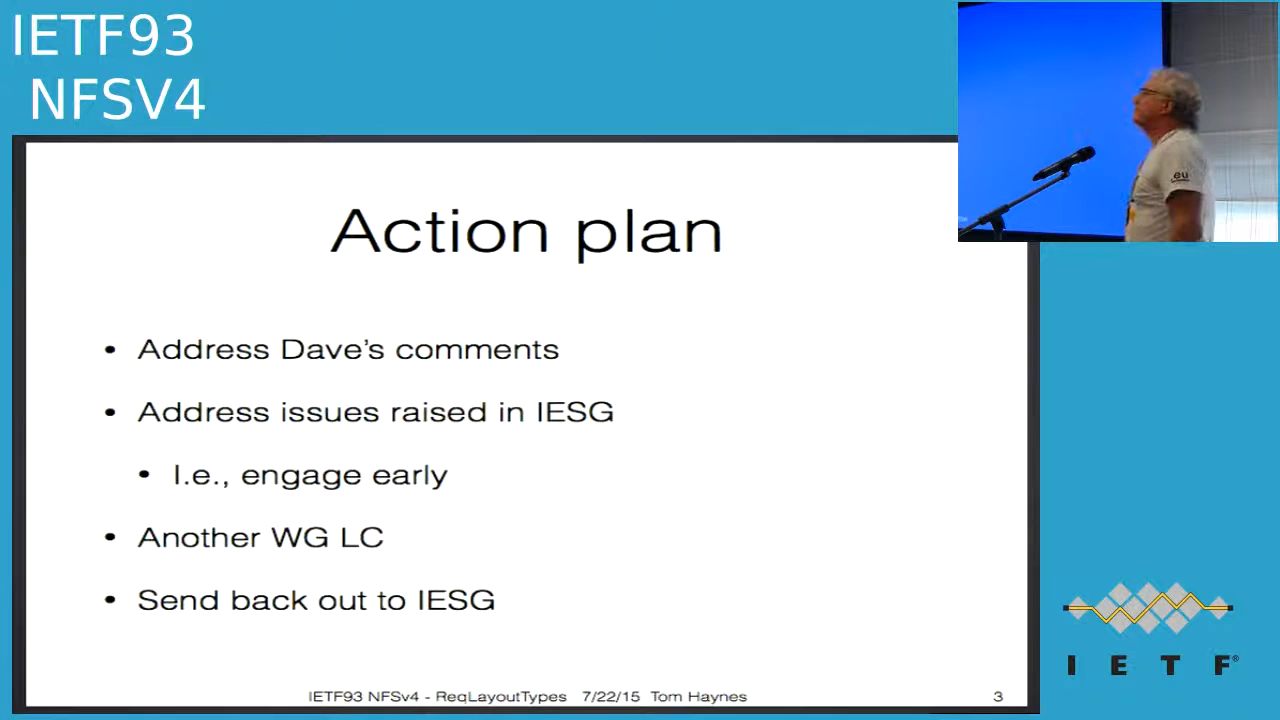 IETF93
NFSV4
Action plan
• Address Dave's comments
• Address issues raised in IESG
• I.e., engage early
• Another WG LC
• Send back out to IESG
IETF93 NFSv4 - ReqLayoutTypes 7/22/15 Tom Haynes 3
eu
I E T F®